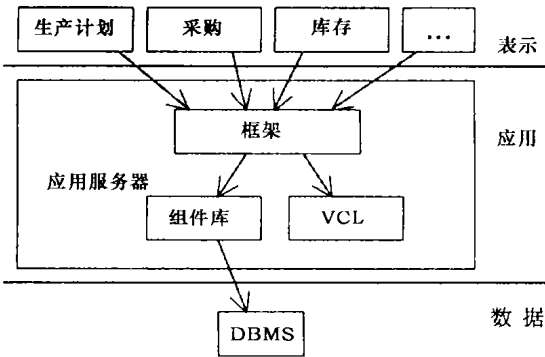 生产计划 采购 库存 …
表示
框架
应用
应用服务器
组件库 VCL
数据
DBMS